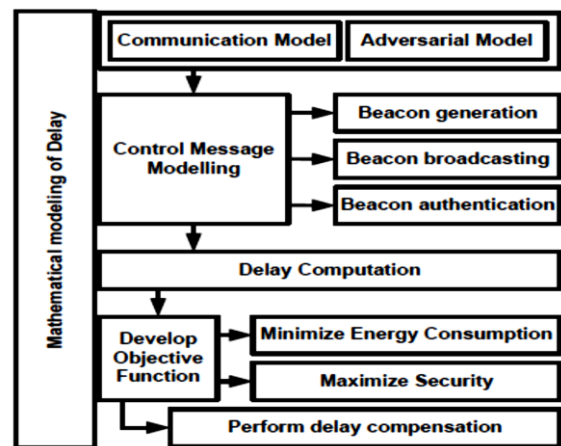 Mathematical modeling of Delay
Communication Model
Adversarial Model
Control Message
Modelling
Beacon generation
Beacon broadcasting
Beacon authentication
Delay Computation
Develop
Objective
Function
Minimize Energy Consumption
Maximize Security
Perform delay compensation